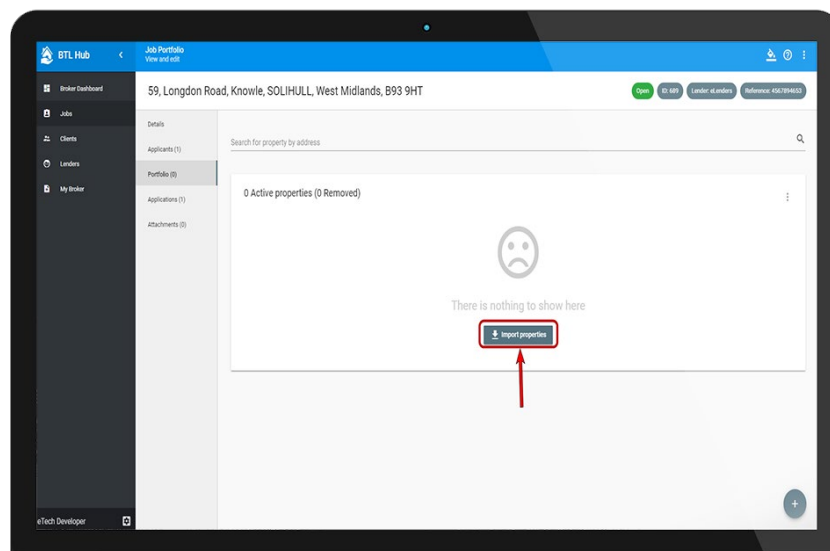 BTL Hub
Job Portfolio
View and edit
Broker Dashboard
Jobs
Clients
Lenders
My Broker
eTech Developer
59, Longdon Road, Knowle, SOLIHULL, West Midlands, B93 9HT
Open
ID: 689
Lender: eLenders
Reference: 4567894653
Details
Applicants (1)
Portfolio (0)
Applications (1)
Attachments (0)
Search for property by address
0 Active properties (0 Removed)
There is nothing to show here
Import properties